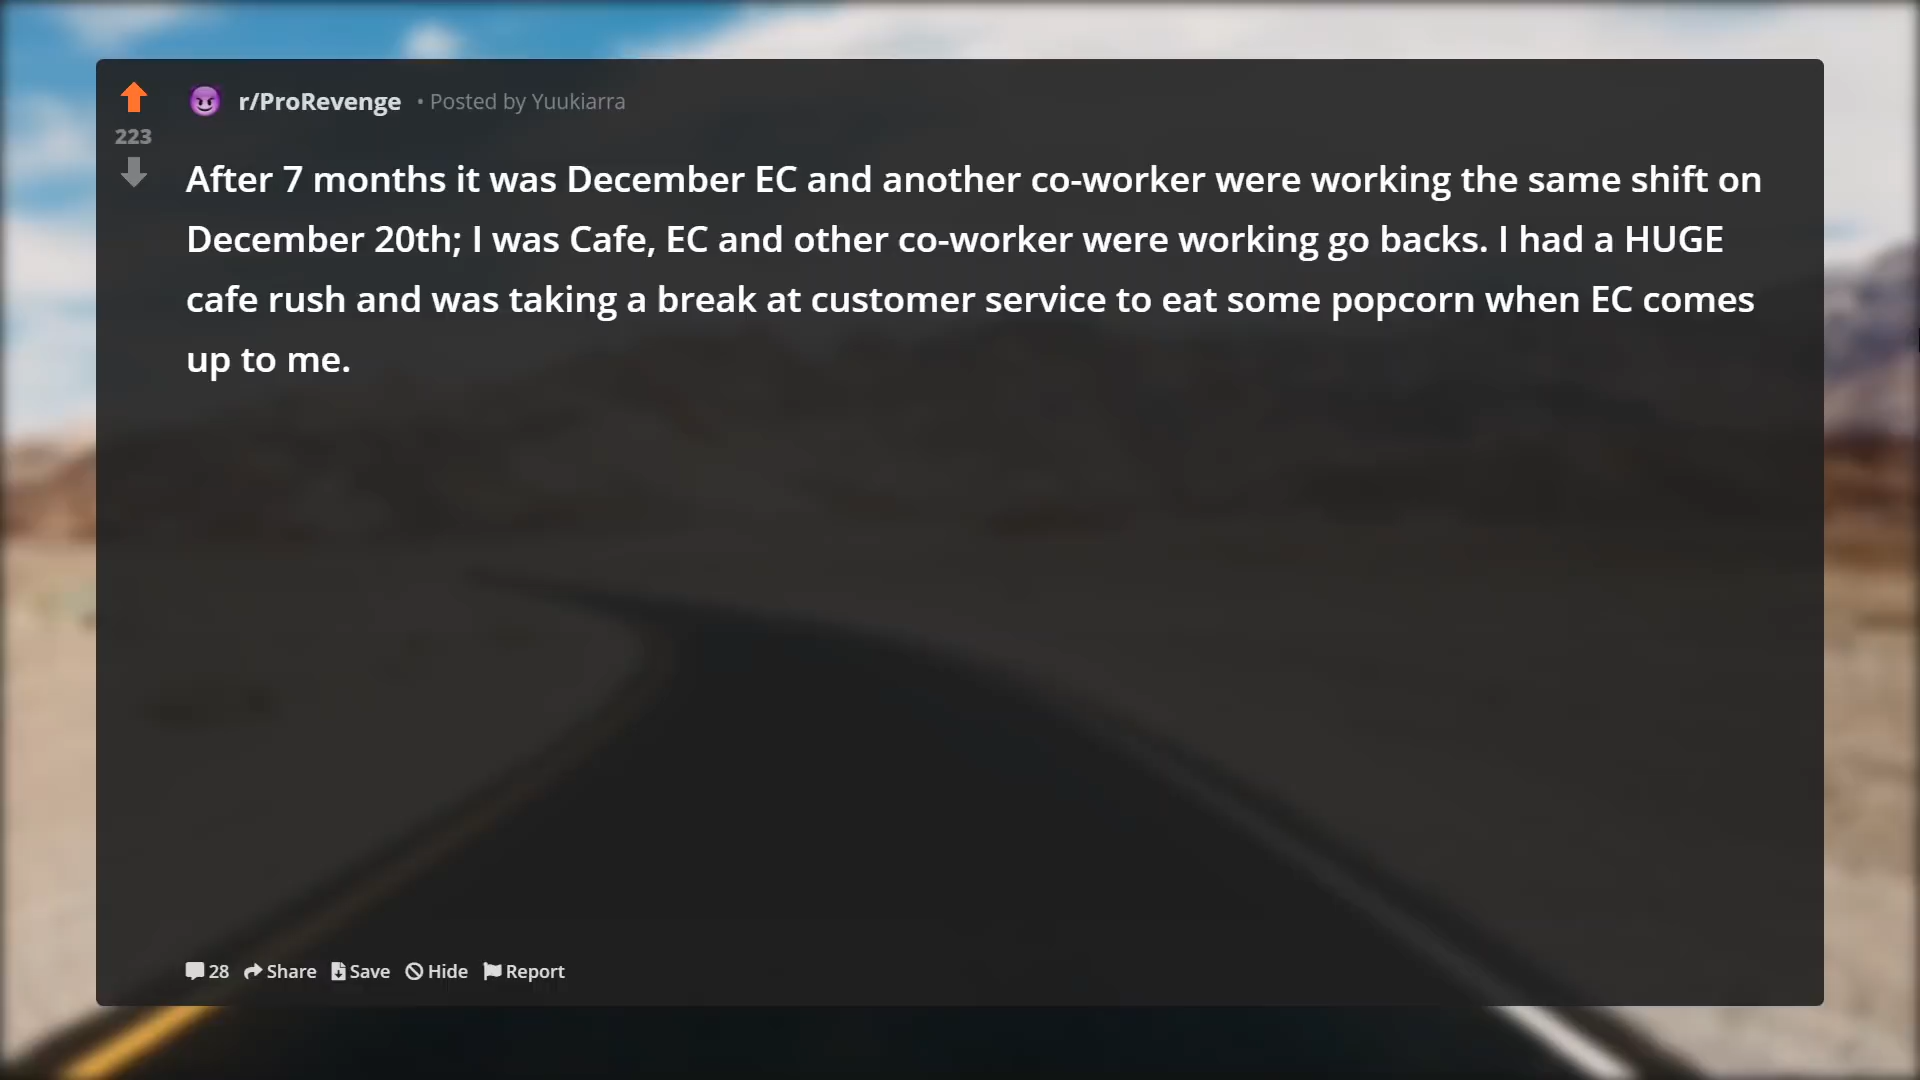 r/ProRevenge • Posted by Yuukiarra
223
After 7 months it was December EC and another co-worker were working the same shift on
December 20th; I was Cafe, EC and other co-worker were working go backs. I had a HUGE
cafe rush and was taking a break at customer service to eat some popcorn when EC comes
up to me.
28 Share Save Hide Report